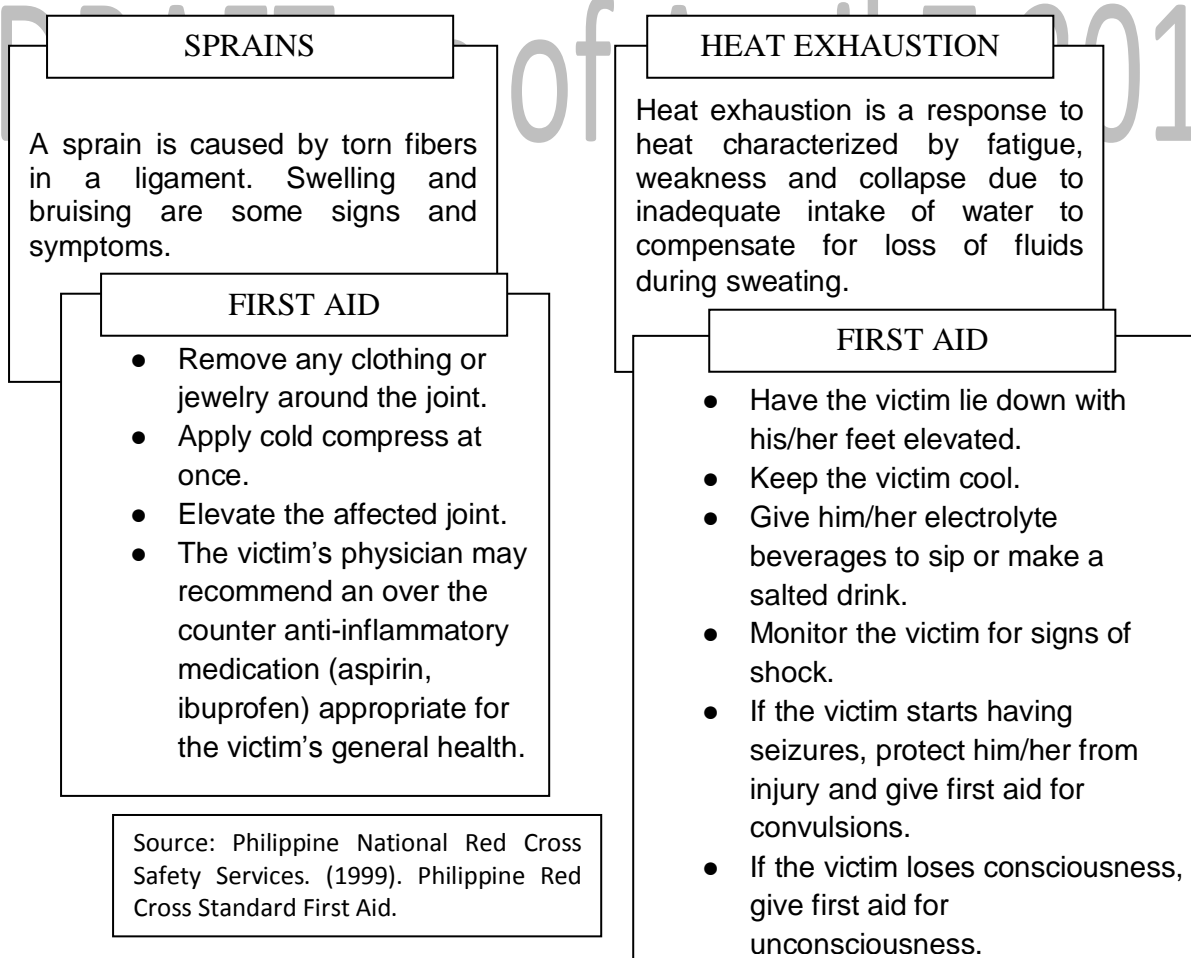 SPRAINS
A sprain is caused by torn fibers
in a ligament. Swelling and
bruising are some signs and
symptoms.
FIRST AID
● Remove any clothing or
jewelry around the joint.
● Apply cold compress at
once.
● Elevate the affected joint.
● The victim’s physician may
recommend an over the
counter anti-inflammatory
medication (aspirin,
ibuprofen) appropriate for
the victim’s general health.
Source: Philippine National Red Cross
Safety Services. (1999). Philippine Red
Cross Standard First Aid.
HEAT EXHAUSTION
Heat exhaustion is a response to
heat characterized by fatigue,
weakness and collapse due to
inadequate intake of water to
compensate for loss of fluids
during sweating.
FIRST AID
● Have the victim lie down with
his/her feet elevated.
● Keep the victim cool.
● Give him/her electrolyte
beverages to sip or make a
salted drink.
● Monitor the victim for signs of
shock.
● If the victim starts having
seizures, protect him/her from
injury and give first aid for
convulsions.
● If the victim loses consciousness,
give first aid for
unconsciousness.